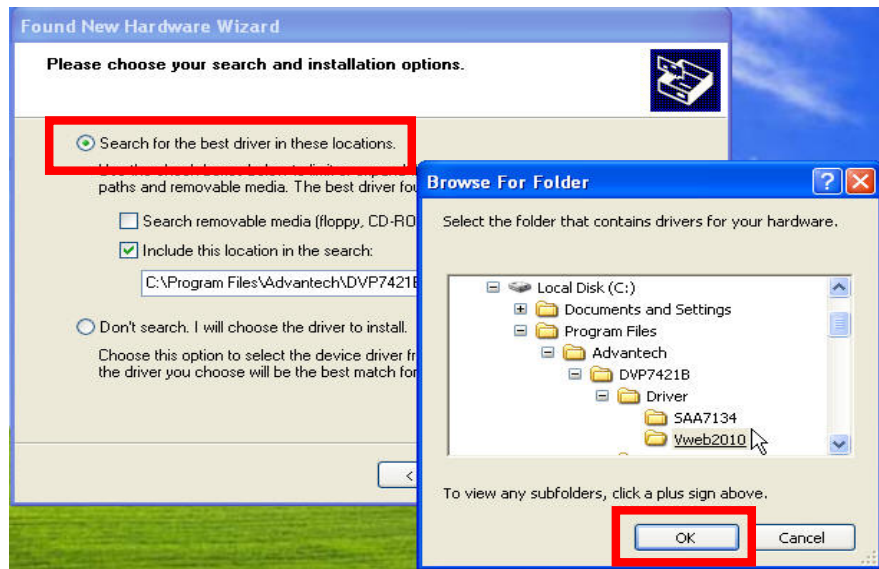 Found New Hardware Wizard
Please choose your search and installation options.
Search for the best driver in these locations.
paths and removable media. The best driver fou
Search removable media (floppy, CD-RO
Include this location in the search:
C:\Program Files\Advantech\DVP7421B
Don't search. I will choose the driver to install.
Choose this option to select the device driver fr
the driver you choose will be the best match for
<
Browse For Folder
Select the folder that contains drivers for your hardware.
Local Disk (C:)
Documents and Settings
Program Files
Advantech
DVP7421B
Driver
SAA7134
Vweb2010
To view any subfolders, click a plus sign above.
OK
Cancel